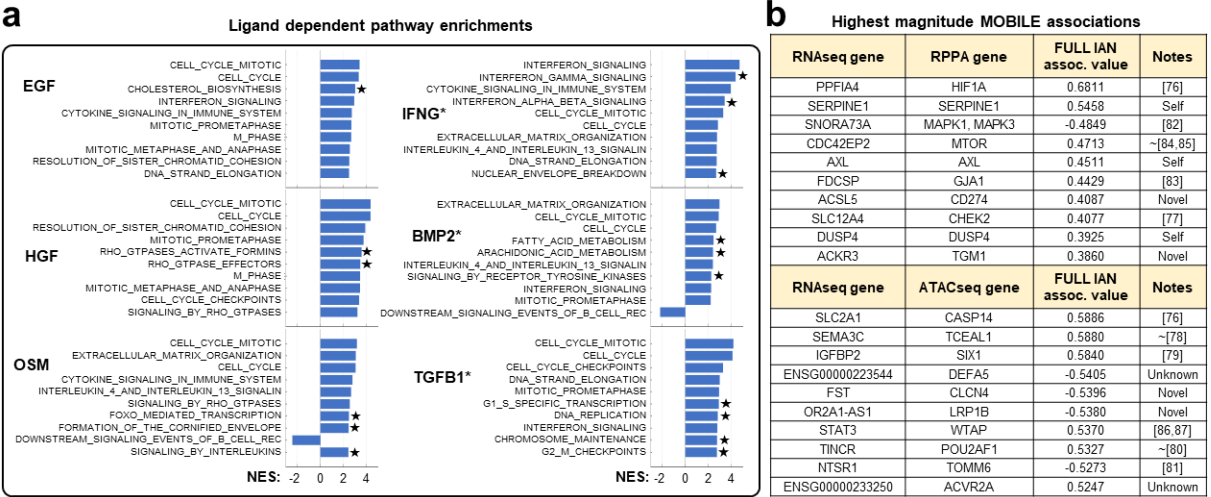 a
Ligand dependent pathway enrichments
EGF
CELL_CYCLE_MITOTIC
CELL_CYCLE
CHOLESTEROL_BIOSYNTHESIS ★
INTERFERON_SIGNALING
CYTOKINE_SIGNALING_IN_IMMUNE_SYSTEM
MITOTIC_PROMETAPHASE
M_PHASE
MITOTIC_METAPHASE_AND_ANAPHASE
RESOLUTION_OF_SISTER_CHROMATID_COHESION
DNA_STRAND_ELONGATION
HGF
CELL_CYCLE_MITOTIC
CELL_CYCLE
RESOLUTION_OF_SISTER_CHROMATID_COHESION
MITOTIC_PROMETAPHASE
RHO_GTPASES_ACTIVATE_FORMINS ★
RHO_GTPASE_EFFECTORS ★
M_PHASE
MITOTIC_METAPHASE_AND_ANAPHASE
CELL_CYCLE_CHECKPOINTS
SIGNALING_BY_RHO_GTPASES
OSM
CELL_CYCLE_MITOTIC
EXTRACELLULAR_MATRIX_ORGANIZATION
CELL_CYCLE
CYTOKINE_SIGNALING_IN_IMMUNE_SYSTEM
INTERLEUKIN_4_AND_INTERLEUKIN_13_SIGNALIN
SIGNALING_BY_RHO_GTPASES
FOXO_MEDIATED_TRANSCRIPTION ★
FORMATION_OF_THE_CORNIFIED_ENVELOPE ★
DOWNSTREAM_SIGNALING_EVENTS_OF_B_CELL_REC
SIGNALING_BY_INTERLEUKINS ★
NES: -2 0 2 4
IFNG*
INTERFERON_SIGNALING
INTERFERON_GAMMA_SIGNALING ★
CYTOKINE_SIGNALING_IN_IMMUNE_SYSTEM
INTERFERON_ALPHA_BETA_SIGNALING ★
CELL_CYCLE_MITOTIC
CELL_CYCLE
EXTRACELLULAR_MATRIX_ORGANIZATION
INTERLEUKIN_4_AND_INTERLEUKIN_13_SIGNALIN
DNA_STRAND_ELONGATION
NUCLEAR_ENVELOPE_BREAKDOWN ★
BMP2*
EXTRACELLULAR_MATRIX_ORGANIZATION
CELL_CYCLE_MITOTIC
CELL_CYCLE
FATTY_ACID_METABOLISM ★
ARACHIDONIC_ACID_METABOLISM ★
INTERLEUKIN_4_AND_INTERLEUKIN_13_SIGNALIN
SIGNALING_BY_RECEPTOR_TYROSINE_KINASES ★
INTERFERON_SIGNALING
MITOTIC_PROMETAPHASE
DOWNSTREAM_SIGNALING_EVENTS_OF_B_CELL_REC
TGFB1*
CELL_CYCLE_MITOTIC
CELL_CYCLE
CELL_CYCLE_CHECKPOINTS
DNA_STRAND_ELONGATION
MITOTIC_PROMETAPHASE
G1_S_SPECIFIC_TRANSCRIPTION ★
DNA_REPLICATION ★
INTERFERON_SIGNALING
CHROMOSOME_MAINTENANCE ★
G2_M_CHECKPOINTS ★
NES: -2 0 2 4
b
Highest magnitude MOBILE associations
RNAseq gene RPPA gene FULL IAN assoc. value Notes
PPFIA4 HIF1A 0.6811 [76]
SERPINE1 SERPINE1 0.5458 Self
SNORA73A MAPK1, MAPK3 -0.4849 [82]
CDC42EP2 MTOR 0.4713 ~[84,85]
AXL AXL 0.4511 Self
FDCSP GJA1 0.4429 [83]
ACSL5 CD274 0.4087 Novel
SLC12A4 CHEK2 0.4077 [77]
DUSP4 DUSP4 0.3925 Self
ACKR3 TGM1 0.3860 Novel
RNAseq gene ATACseq gene FULL IAN assoc. value Notes
SLC2A1 CASP14 0.5886 [76]
SEMA3C TCEAL1 0.5880 ~[78]
IGFBP2 SIX1 0.5840 [79]
ENSG00000223544 DEFA5 -0.5405 Unknown
FST CLCN4 -0.5396 Novel
OR2A1-AS1 LRP1B -0.5380 Novel
STAT3 WTAP 0.5370 [86,87]
TINCR POU2AF1 0.5327 ~[80]
NTSR1 TOMM6 -0.5273 [81]
ENSG00000233250 ACVR2A 0.5247 Unknown